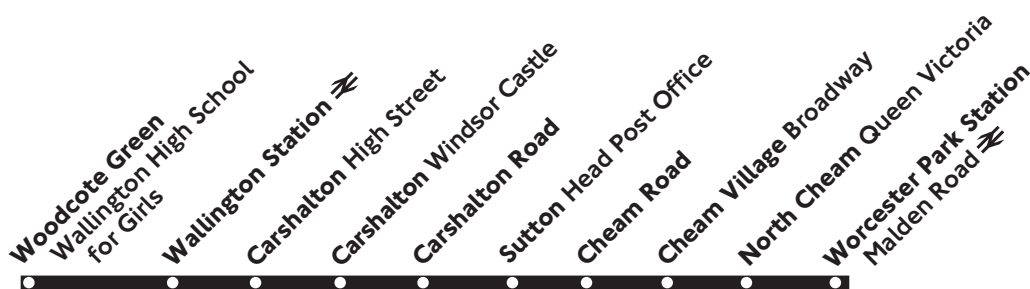 Woodcote Green
Wallington High School
for Girls
Wallington Station
Carshalton High Street
Carshalton Windsor Castle
Carshalton Road
Sutton Head Post Office
Cheam Road
Cheam Village Broadway
North Cheam Queen Victoria
Worcester Park Station
Malden Road